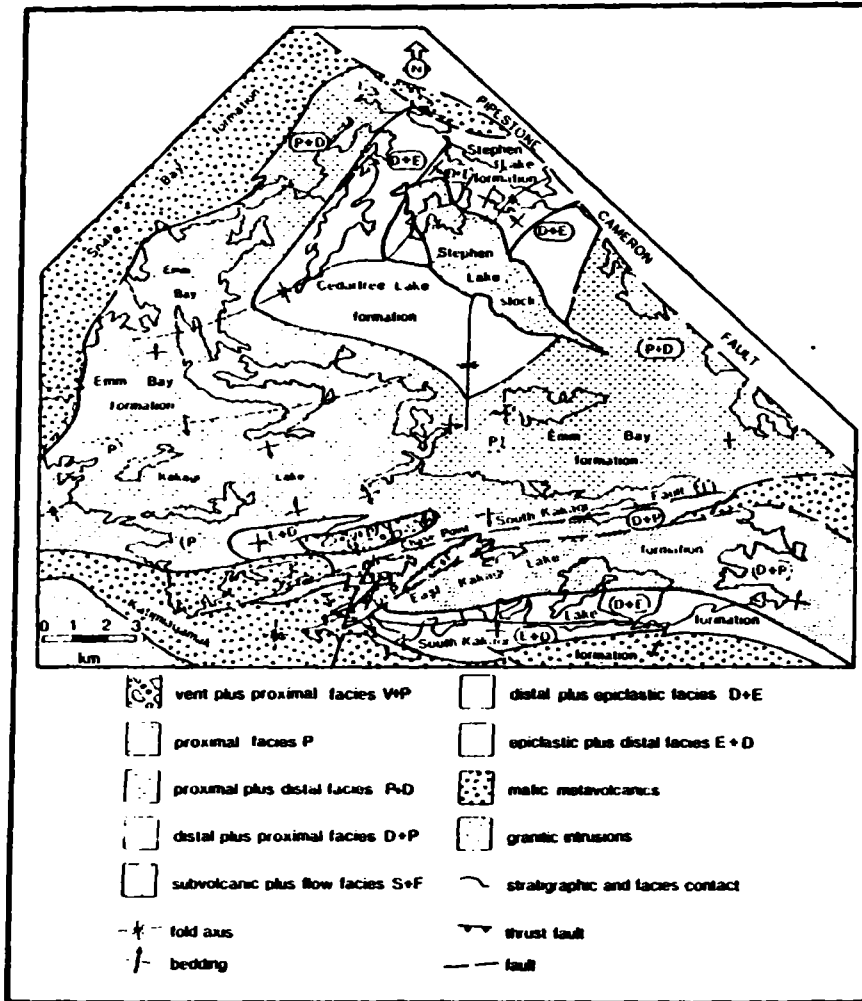 N
Snake Bay formation
PIPESTONE CAMERON FAULT
P+D
D+E
Stephen
Lake
formation
D+E
Emm
Bay
Stephen
Lake
stock
Cedartree Lake
formation
P+D
Emm Bay
formation
P
Emm Bay
formation
P
Kakagi Lake
South Kakagi Fault
D+P
(P
E+D
Point
formation
(D+P)
East Kakagi Lake
Lake
D+E
formation
South Kakagi
E+D
formation
0 1 2 3
km
vent plus proximal facies V+P
distal plus epiclastic facies D+E
proximal facies P
epiclastic plus distal facies E+D
proximal plus distal facies P+D
mafic metavolcanics
distal plus proximal facies D+P
granitic intrusions
subvolcanic plus flow facies S+F
stratigraphic and facies contact
fold axis
thrust fault
bedding
fault